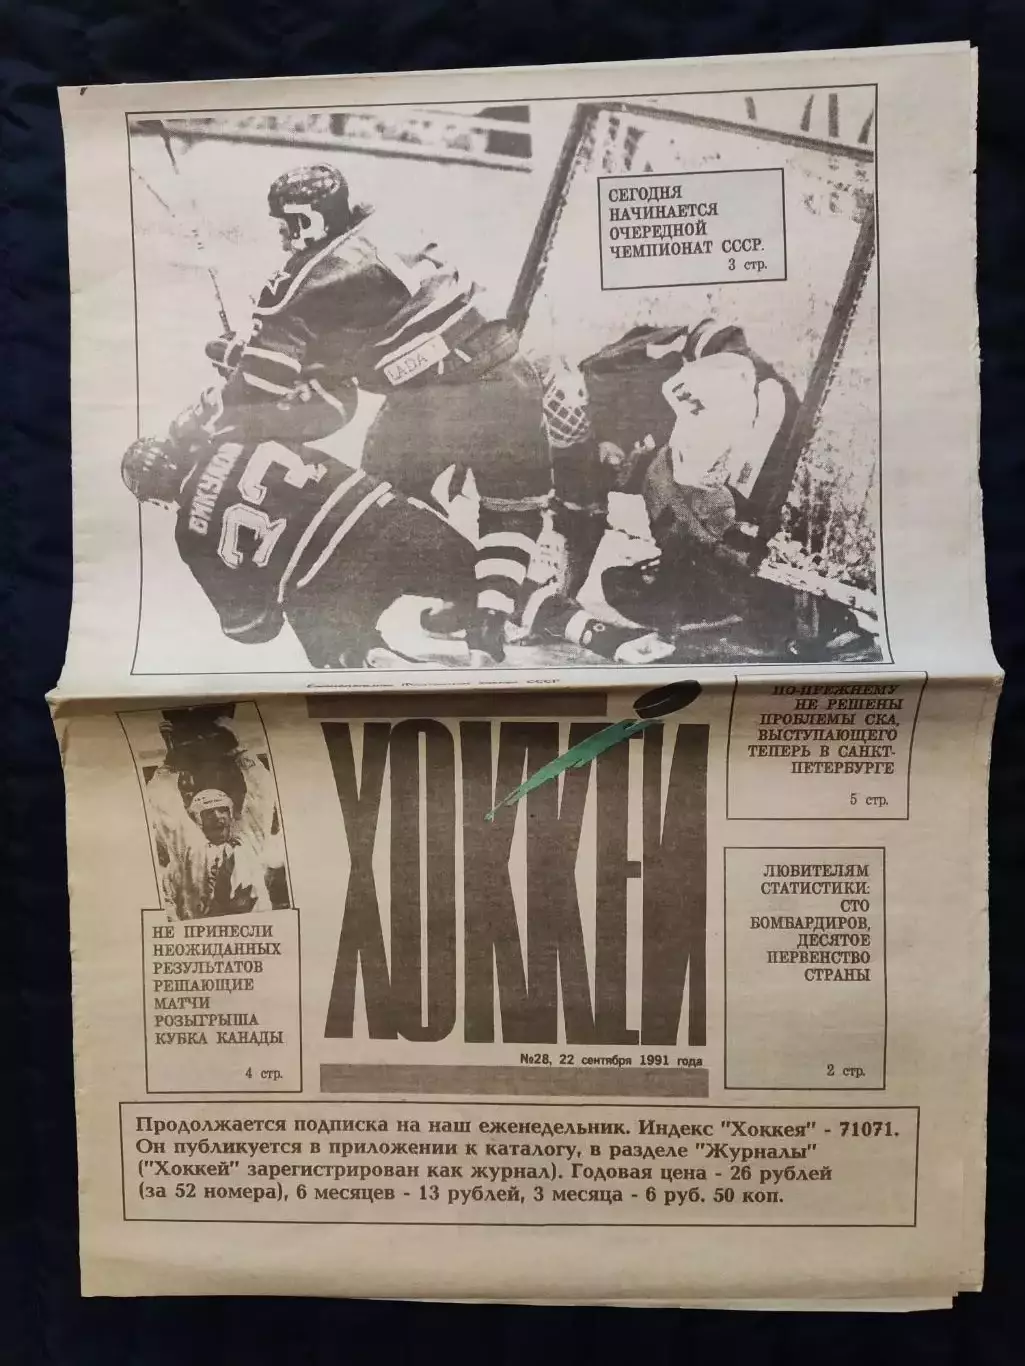 СЕГОДНЯ
НАЧИНАЕТСЯ
ОЧЕРЕДНОЙ
ЧЕМПИОНАТ СССР.
3 стр.
LADA
ВИКУЛОВ
33
ХОККЕЙ
№28, 22 сентября 1991 года
ПО-ПРЕЖНЕМУ
НЕ РЕШЕНЫ
ПРОБЛЕМЫ СКА,
ВЫСТУПАЮЩЕГО
ТЕПЕРЬ В САНКТ-
ПЕТЕРБУРГЕ
5 стр.
НЕ ПРИНЕСЛИ
НЕОЖИДАННЫХ
РЕЗУЛЬТАТОВ
РЕШАЮЩИЕ
МАТЧИ
РОЗЫГРЫША
КУБКА КАНАДЫ
4 стр.
ЛЮБИТЕЛЯМ
СТАТИСТИКИ:
СТО
БОМБАРДИРОВ,
ДЕСЯТОЕ
ПЕРВЕНСТВО
СТРАНЫ
2 стр.
Продолжается подписка на наш еженедельник. Индекс "Хоккея" - 71071.
Он публикуется в приложении к каталогу, в разделе "Журналы"
("Хоккей" зарегистрирован как журнал). Годовая цена - 26 рублей
(за 52 номера), 6 месяцев - 13 рублей, 3 месяца - 6 руб. 50 коп.